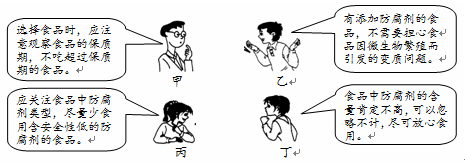 选择食品时，应注
意观察食品的保质
期，不吃超过保质
期的食品。
甲
有添加防腐剂的食
品，不需要担心食
品因微生物繁殖而
引发的变质问题。
乙
应关注食品中防腐
剂类型，尽量少食
用含安全性低的防
腐剂的食品。
丙
食品中防腐剂的含
量肯定不高，可以忽
略不计，尽可放心食
用。
丁